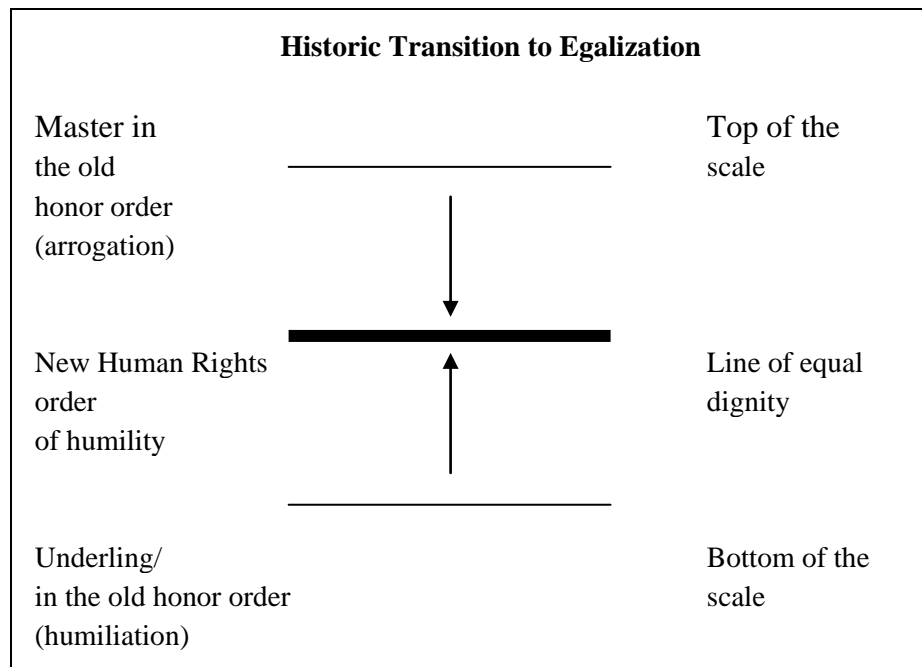 Historic Transition to Egalization
Master in
the old
honor order
(arrogation)
Top of the
scale
New Human Rights
order
of humility
Line of equal
dignity
Underling/
in the old honor order
(humiliation)
Bottom of the
scale